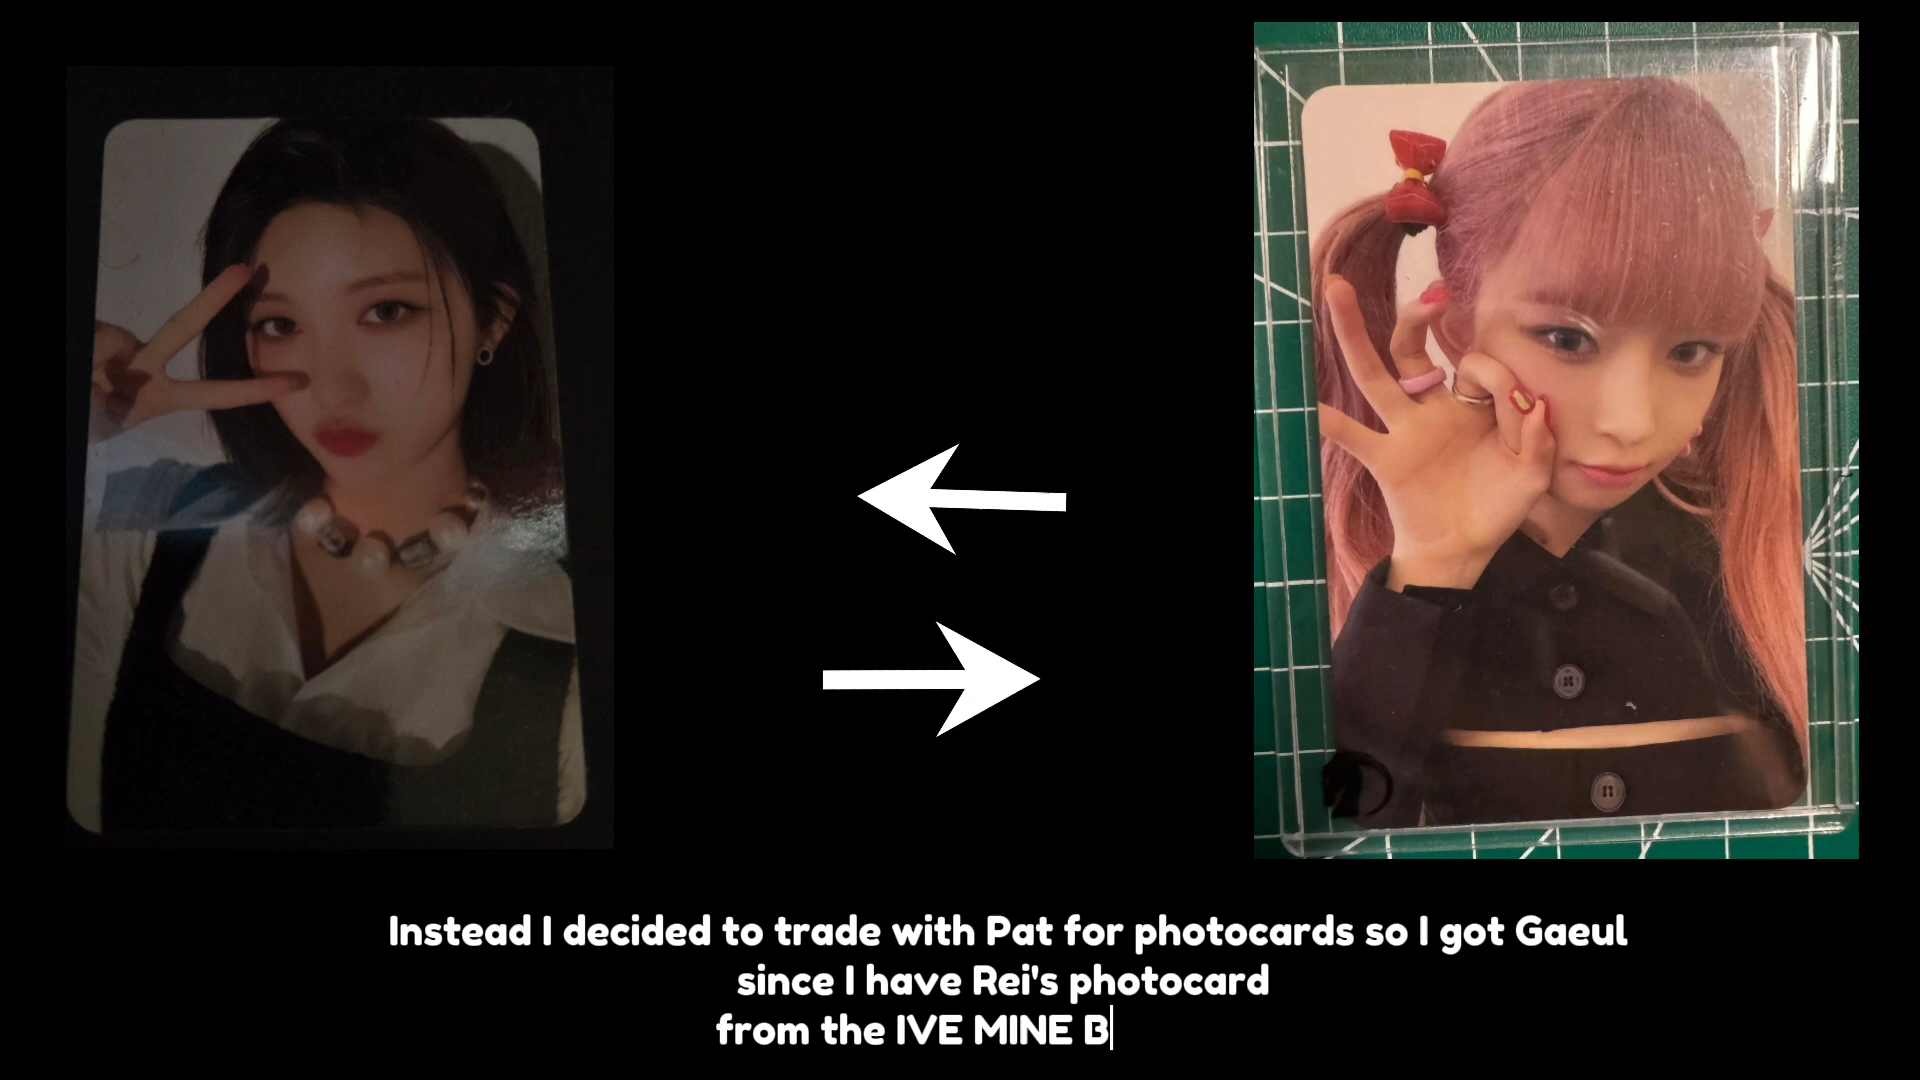 Instead I decided to trade with Pat for photocards so I got Gaeul
since I have Rei's photocard
from the IVE MINE B